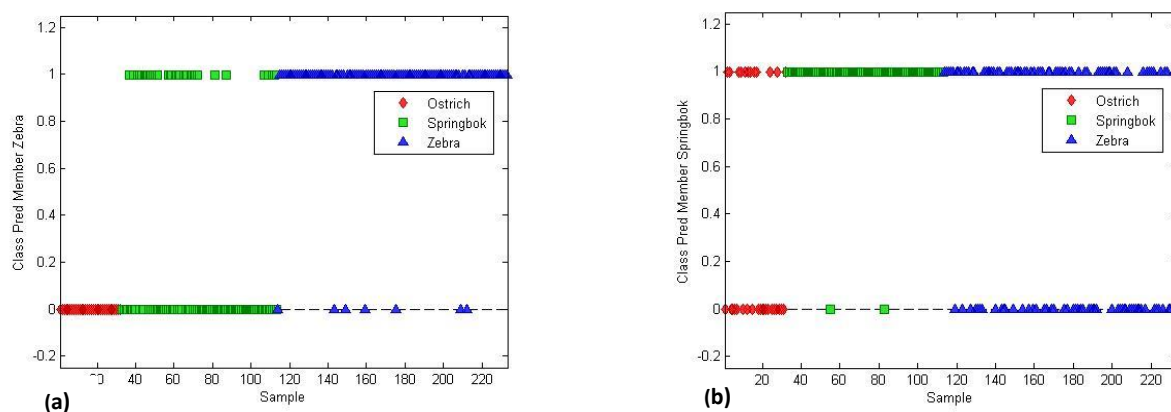 1.2
1
0.8
0.6
0.4
0.2
0
-0.2
Class Pred Member Zebra
Ostrich
Springbok
Zebra
40 60 80 100 120 140 160 180 200 220
Sample
(a)
1.2
1
0.8
0.6
0.4
0.2
0
-0.2
Class Pred Member Springbok
Ostrich
Springbok
Zebra
20 40 60 80 100 120 140 160 180 200 220
Sample
(b)